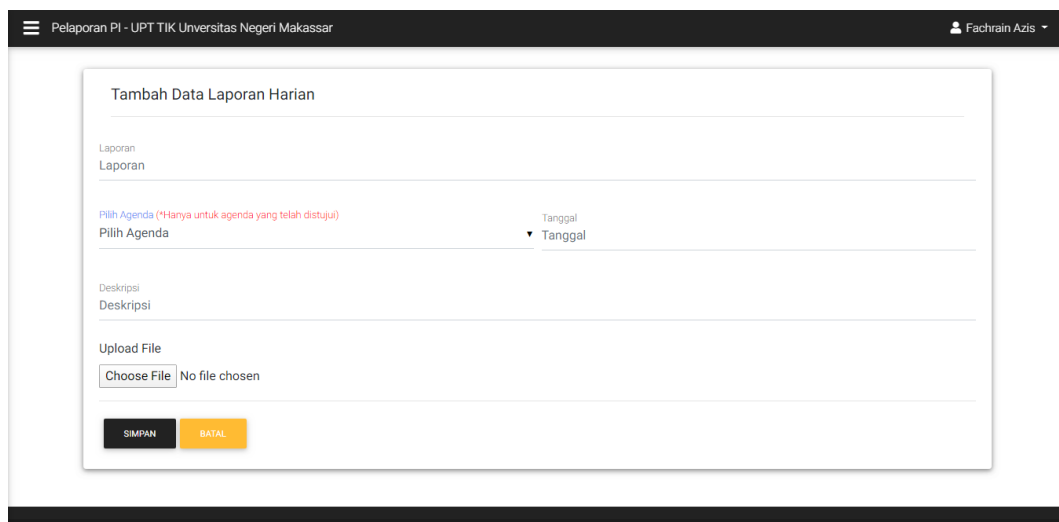 Pelaporan PI - UPT TIK Unversitas Negeri Makassar
Fachrain Azis
Tambah Data Laporan Harian
Laporan
Laporan
Pilih Agenda (*Hanya untuk agenda yang telah distujui)
Pilih Agenda
Tanggal
Tanggal
Deskripsi
Deskripsi
Upload File
Choose File No file chosen
SIMPAN
BATAL